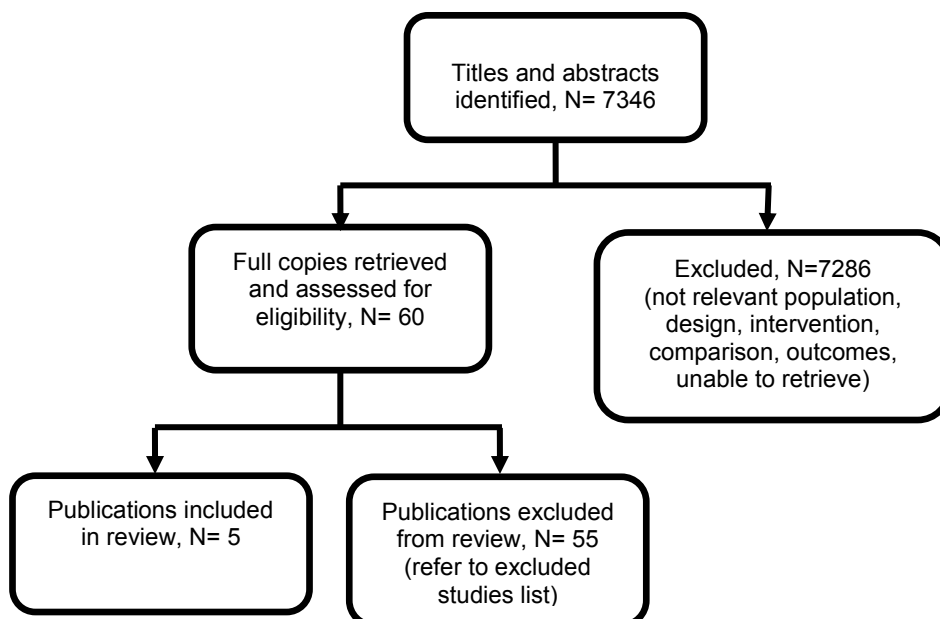 Titles and abstracts
identified, N= 7346
Full copies retrieved
and assessed for
eligibility, N= 60
Excluded, N=7286
(not relevant population,
design, intervention,
comparison, outcomes,
unable to retrieve)
Publications included
in review, N= 5
Publications excluded
from review, N= 55
(refer to excluded
studies list)